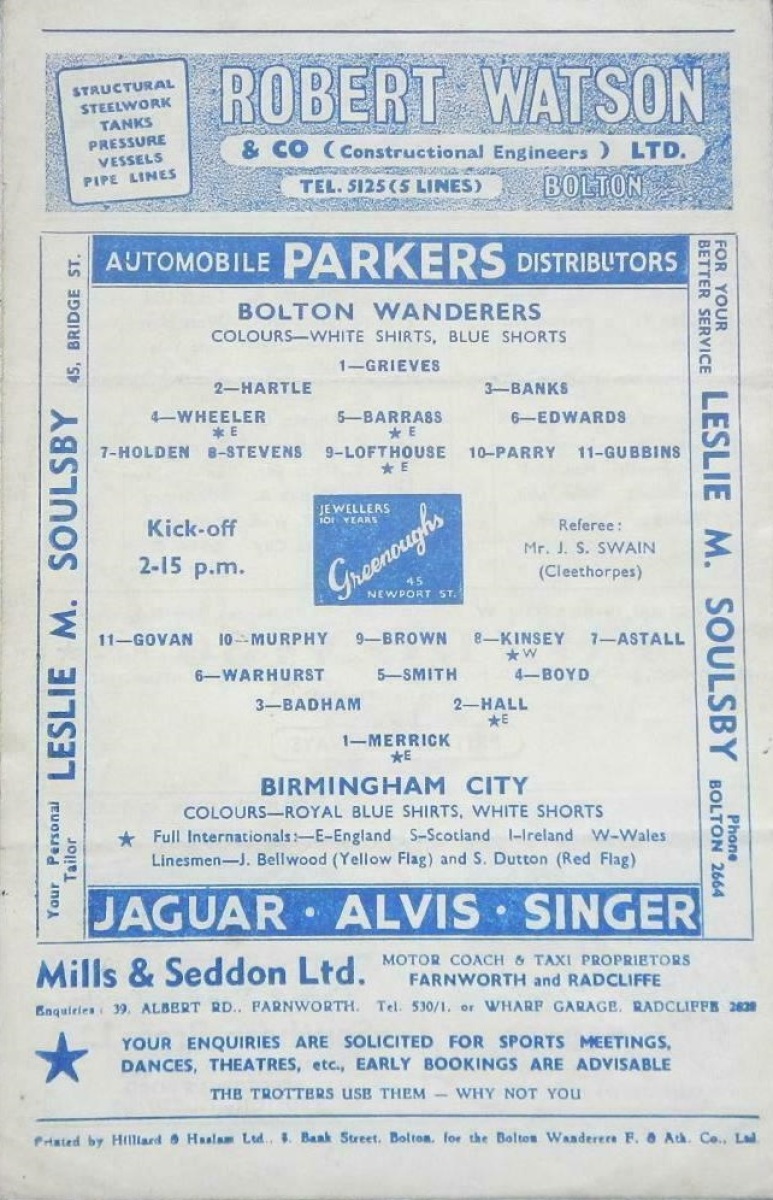 STRUCTURAL
STEELWORK
TANKS
PRESSURE
VESSELS
PIPE LINES
ROBERT WATSON
& CO (Constructional Engineers) LTD.
TEL. 5125 (5 LINES) BOLTON
AUTOMOBILE PARKERS DISTRIBUTORS
Your Personal Tailor LESLIE M. SOULSBY 45, BRIDGE ST.
BOLTON WANDERERS
COLOURS—WHITE SHIRTS, BLUE SHORTS
1—GRIEVES
2—HARTLE 3—BANKS
4—WHEELER 5—BARRASS 6—EDWARDS
★ E ★ E
7-HOLDEN 8-STEVENS 9-LOFTHOUSE 10-PARRY 11-GUBBINS
★ E
Kick-off
2-15 p.m.
JEWELLERS
101 YEARS
Greenoughs
45
NEWPORT ST.
Referee:
Mr. J. S. SWAIN
(Cleethorpes)
11—GOVAN 10—MURPHY 9—BROWN 8—KINSEY 7—ASTALL
★W
6—WARHURST 5—SMITH 4—BOYD
3—BADHAM 2—HALL
★E
1—MERRICK
★E
BIRMINGHAM CITY
COLOURS—ROYAL BLUE SHIRTS, WHITE SHORTS
★ Full Internationals:—E-England S-Scotland I-Ireland W-Wales
Linesmen—J. Bellwood (Yellow Flag) and S. Dutton (Red Flag)
FOR YOUR BETTER SERVICE LESLIE M. SOULSBY Phone BOLTON 2664
JAGUAR · ALVIS · SINGER
Mills & Seddon Ltd. MOTOR COACH & TAXI PROPRIETORS
FARNWORTH and RADCLIFFE
Enquiries: 39, ALBERT RD., FARNWORTH. Tel. 530/1. or WHARF GARAGE, RADCLIFFE
★ YOUR ENQUIRIES ARE SOLICITED FOR SPORTS MEETINGS,
DANCES, THEATRES, etc., EARLY BOOKINGS ARE ADVISABLE
THE TROTTERS USE THEM — WHY NOT YOU
Printed by Hilliard & Haslam Ltd., Bank Street, Bolton, for the Bolton Wanderers F. & Ath. Co., Ltd.